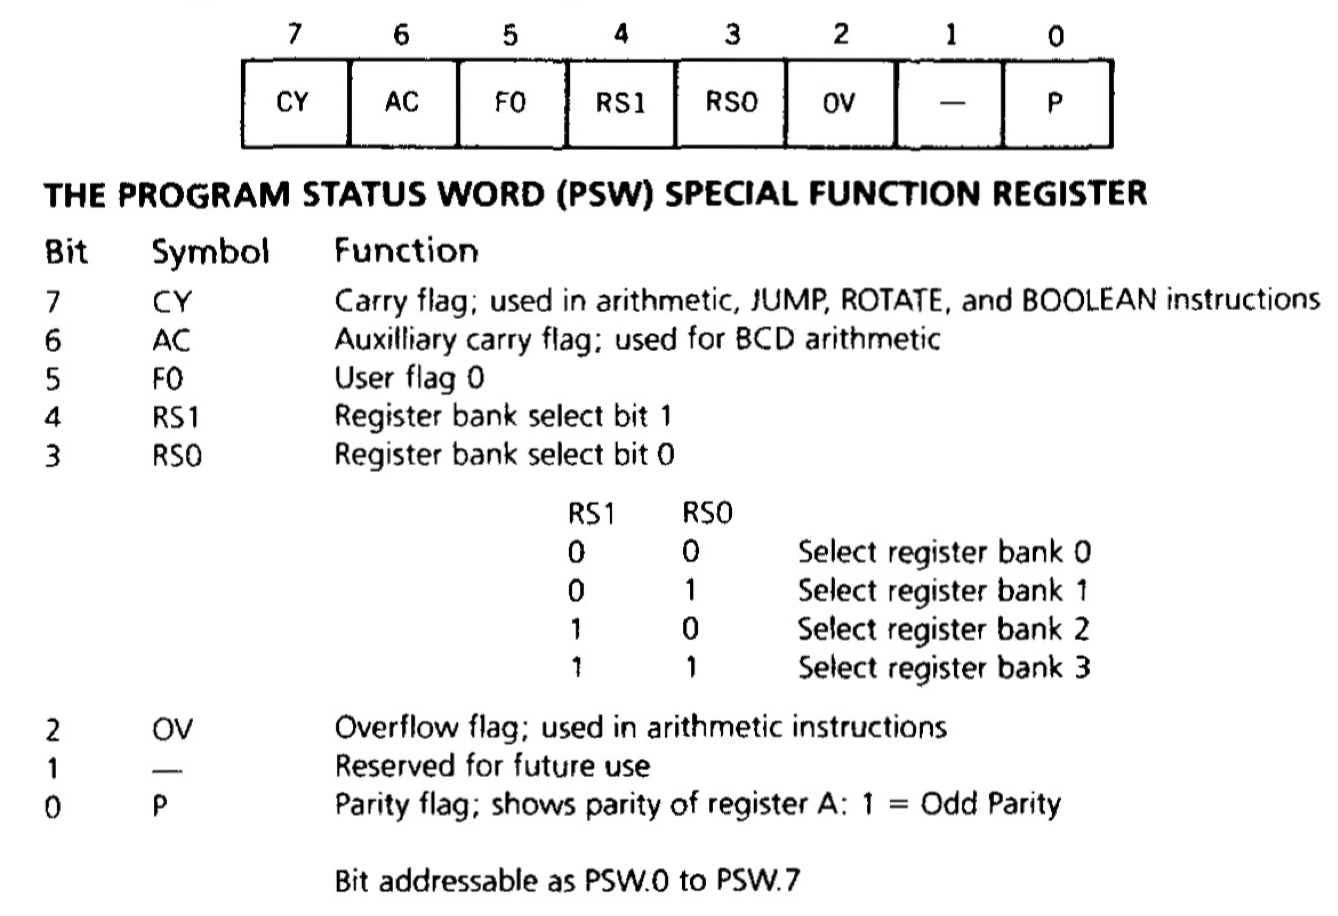 7 6 5 4 3 2 1 0
CY AC F0 RS1 RS0 OV — P
THE PROGRAM STATUS WORD (PSW) SPECIAL FUNCTION REGISTER
Bit Symbol Function
7 CY Carry flag; used in arithmetic, JUMP, ROTATE, and BOOLEAN instructions
6 AC Auxilliary carry flag; used for BCD arithmetic
5 F0 User flag 0
4 RS1 Register bank select bit 1
3 RS0 Register bank select bit 0
RS1 RS0
0 0 Select register bank 0
0 1 Select register bank 1
1 0 Select register bank 2
1 1 Select register bank 3
2 OV Overflow flag; used in arithmetic instructions
1 — Reserved for future use
0 P Parity flag; shows parity of register A: 1 = Odd Parity
Bit addressable as PSW.0 to PSW.7